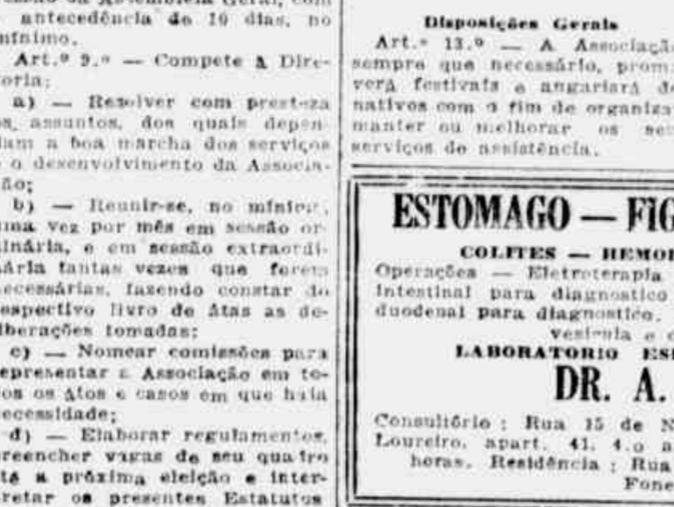 antecedência de 10 dias, no
mínimo.
Art.º 9.º — Compete à Dire-
toria:
a) — Resolver com presteza
os assuntos, dos quais depen-
dam a boa marcha dos serviços
e o desenvolvimento da Associa-
ção;
b) — Reunir-se, no mínimo,
uma vez por mês em sessão or-
dinária, e em sessão extraordi-
nária tantas vezes que forem
necessárias, fazendo constar do
respectivo livro de Atas as de-
liberações tomadas;
c) — Nomear comissões para
representar a Associação em to-
dos os Atos e casos em que haja
necessidade;
d) — Elaborar regulamentos,
preencher vagas de seu quadro
até a próxima eleição e inter-
pretar os presentes Estatutos
Disposições Gerais
Art.º 13.º — A Associaçã
sempre que necessário, prom
verá festivais e angariará do
nativos com o fim de organiza
manter ou melhorar os seu
serviços de assistência.
ESTOMAGO — FIG
COLITES — HEMOR
Operações — Eletroterapia
intestinal para diagnostico
duodenal para diagnostico.
vesicula e
LABORATORIO ESP
DR. A.
Consultório : Rua 15 de N
Loureiro, apart. 41, 4.o a
horas. Residência : Rua
Fone